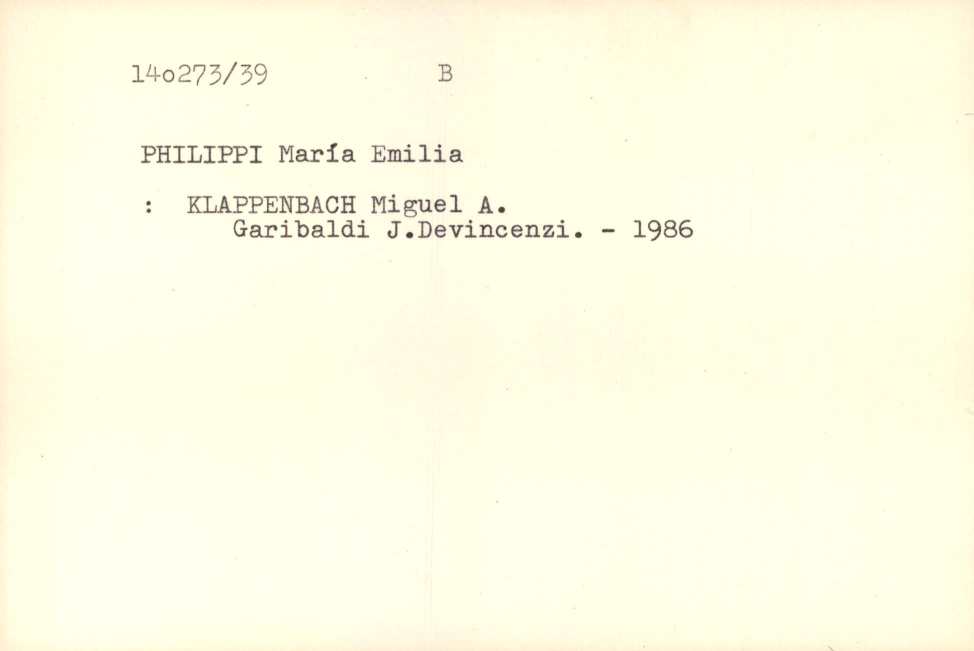 14o273/39 B
PHILIPPI María Emilia
: KLAPPENBACH Miguel A.
Garibaldi J.Devincenzi. - 1986